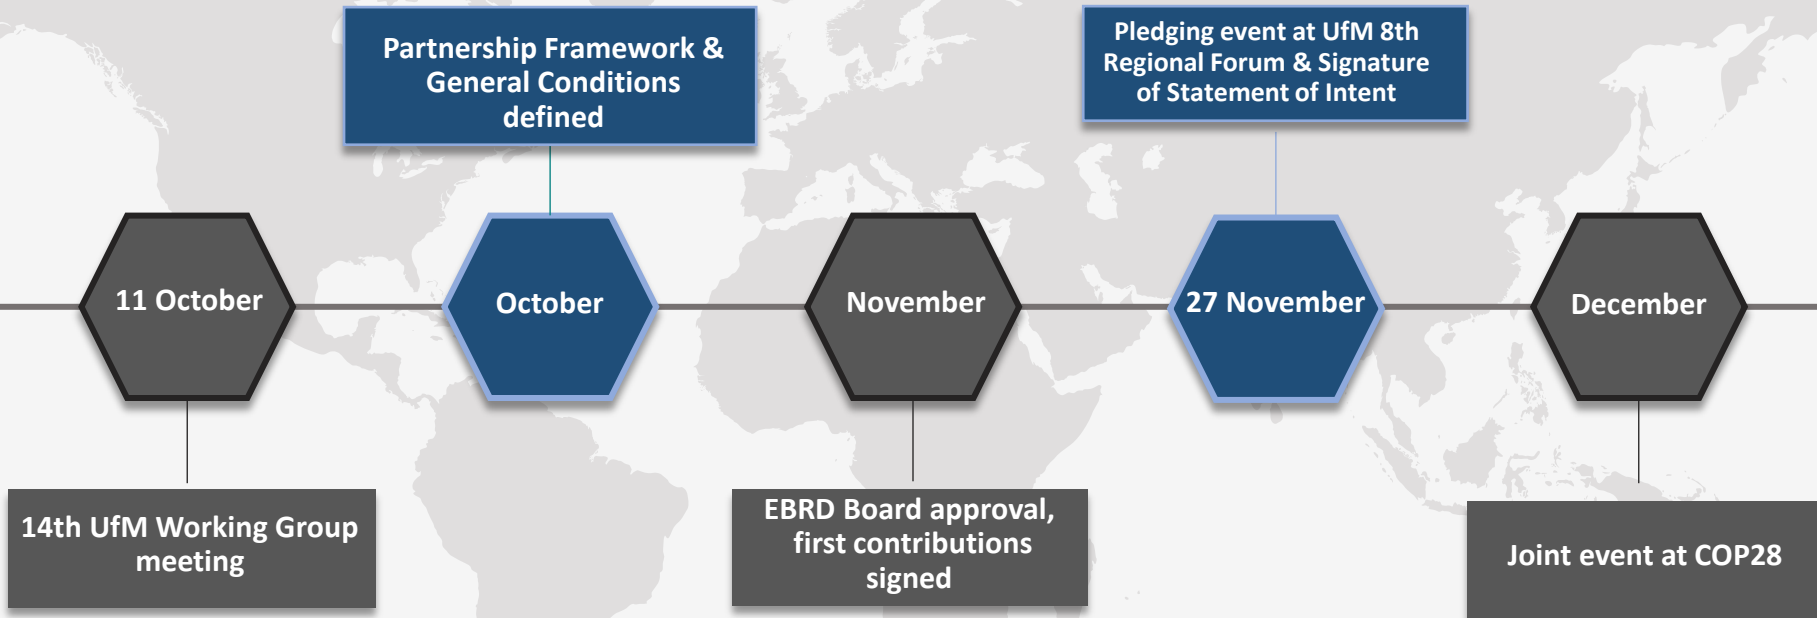 Partnership Framework &
General Conditions
defined
Pledging event at UfM 8th
Regional Forum & Signature
of Statement of Intent
11 October
October
November
27 November
December
14th UfM Working Group
meeting
EBRD Board approval,
first contributions
signed
Joint event at COP28